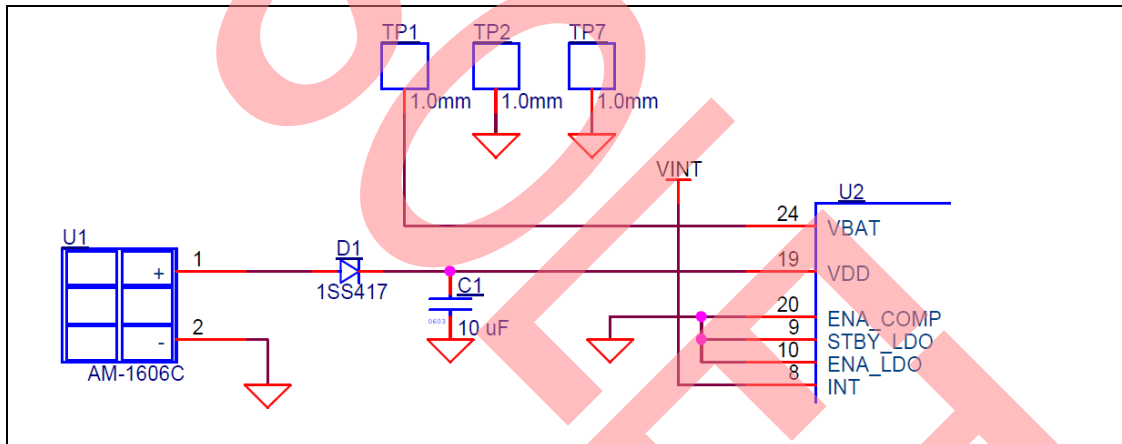 TP1 TP2 TP7
1.0mm 1.0mm 1.0mm
VINT
U2
24 VBAT
U1
+ 1
D1
1SS417
19 VDD
C1
0603
10 uF
20 ENA_COMP
9 STBY_LDO
10 ENA_LDO
8 INT
- 2
AM-1606C